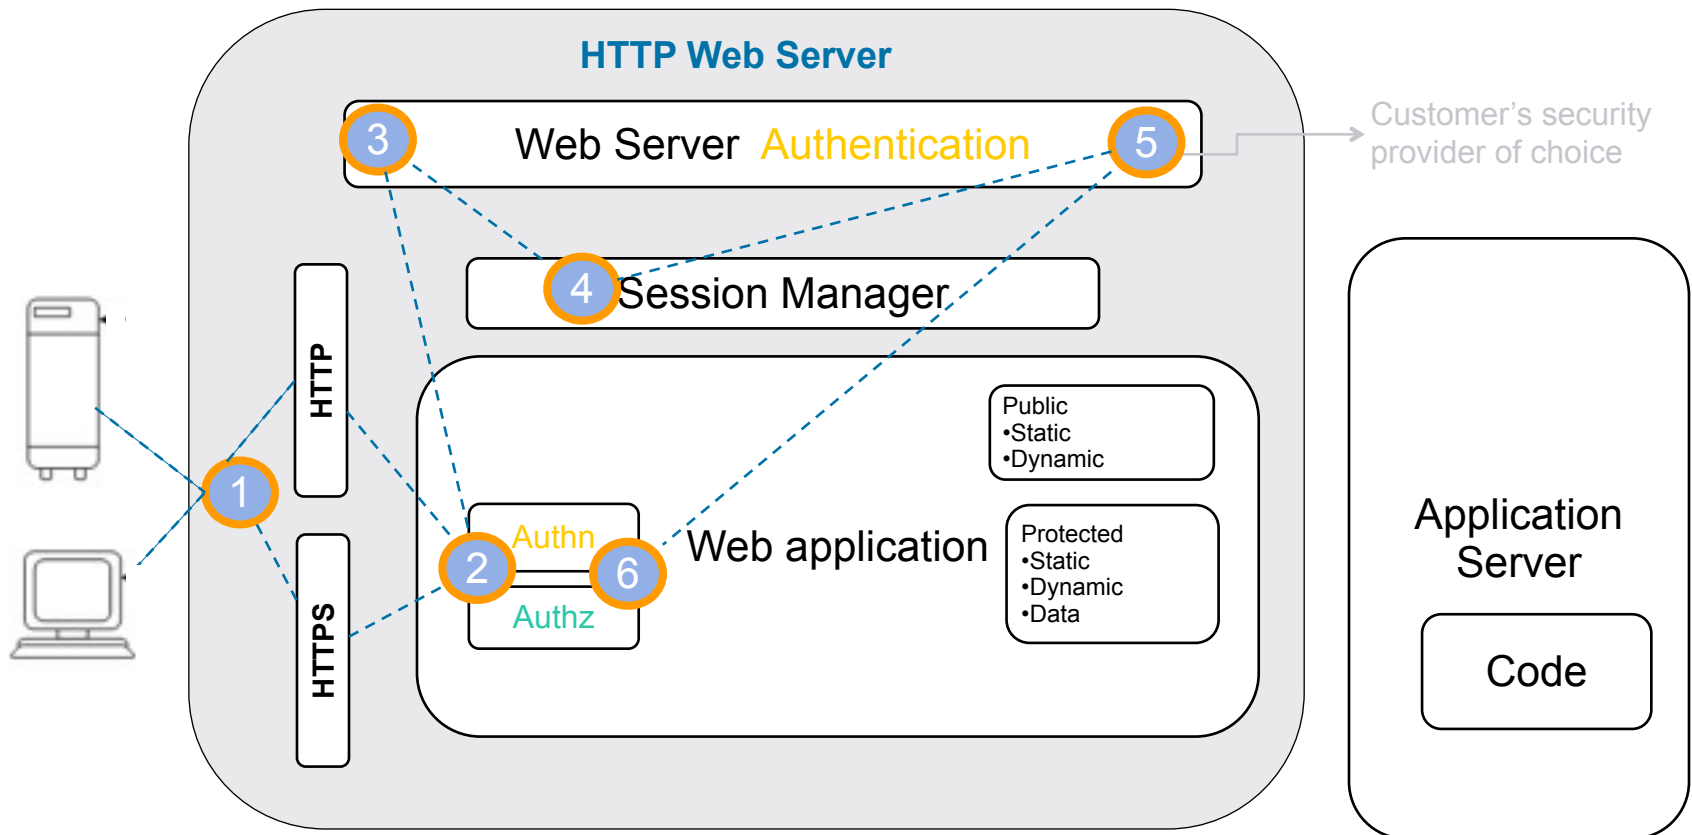 HTTP Web Server
3
Web Server Authentication
5
Customer's security
provider of choice
4
Session Manager
HTTP
1
HTTPS
Public
•Static
•Dynamic
Authn
2
6
Authz
Web application
Protected
•Static
•Dynamic
•Data
Application
Server
Code